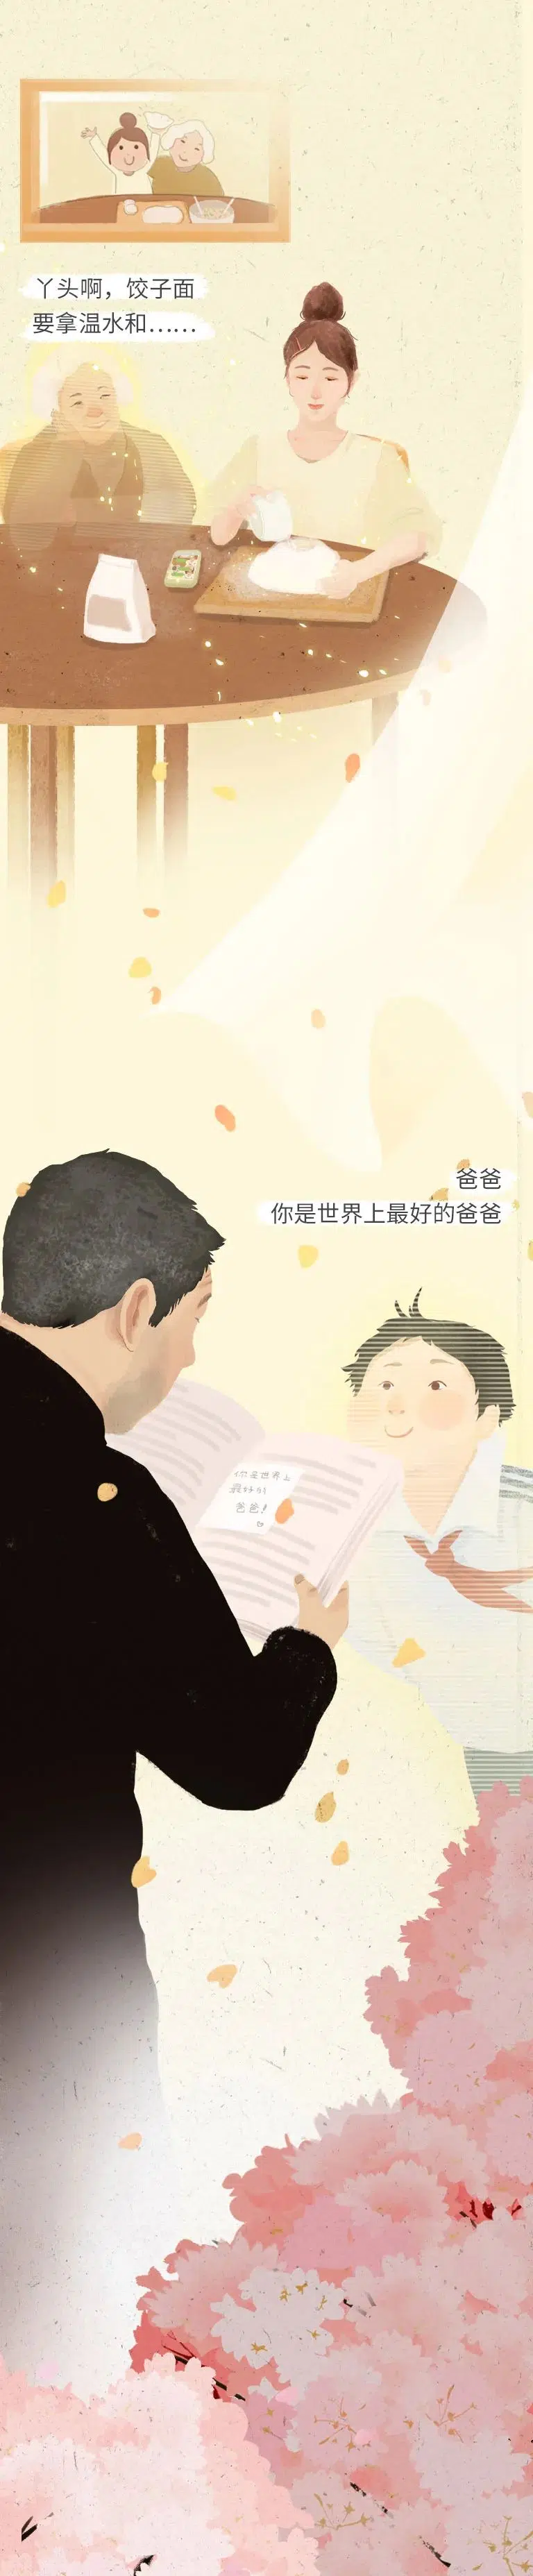 丫头啊，饺子面
要拿温水和……
爸爸
你是世界上最好的爸爸
你是世界上
最好的
爸爸！